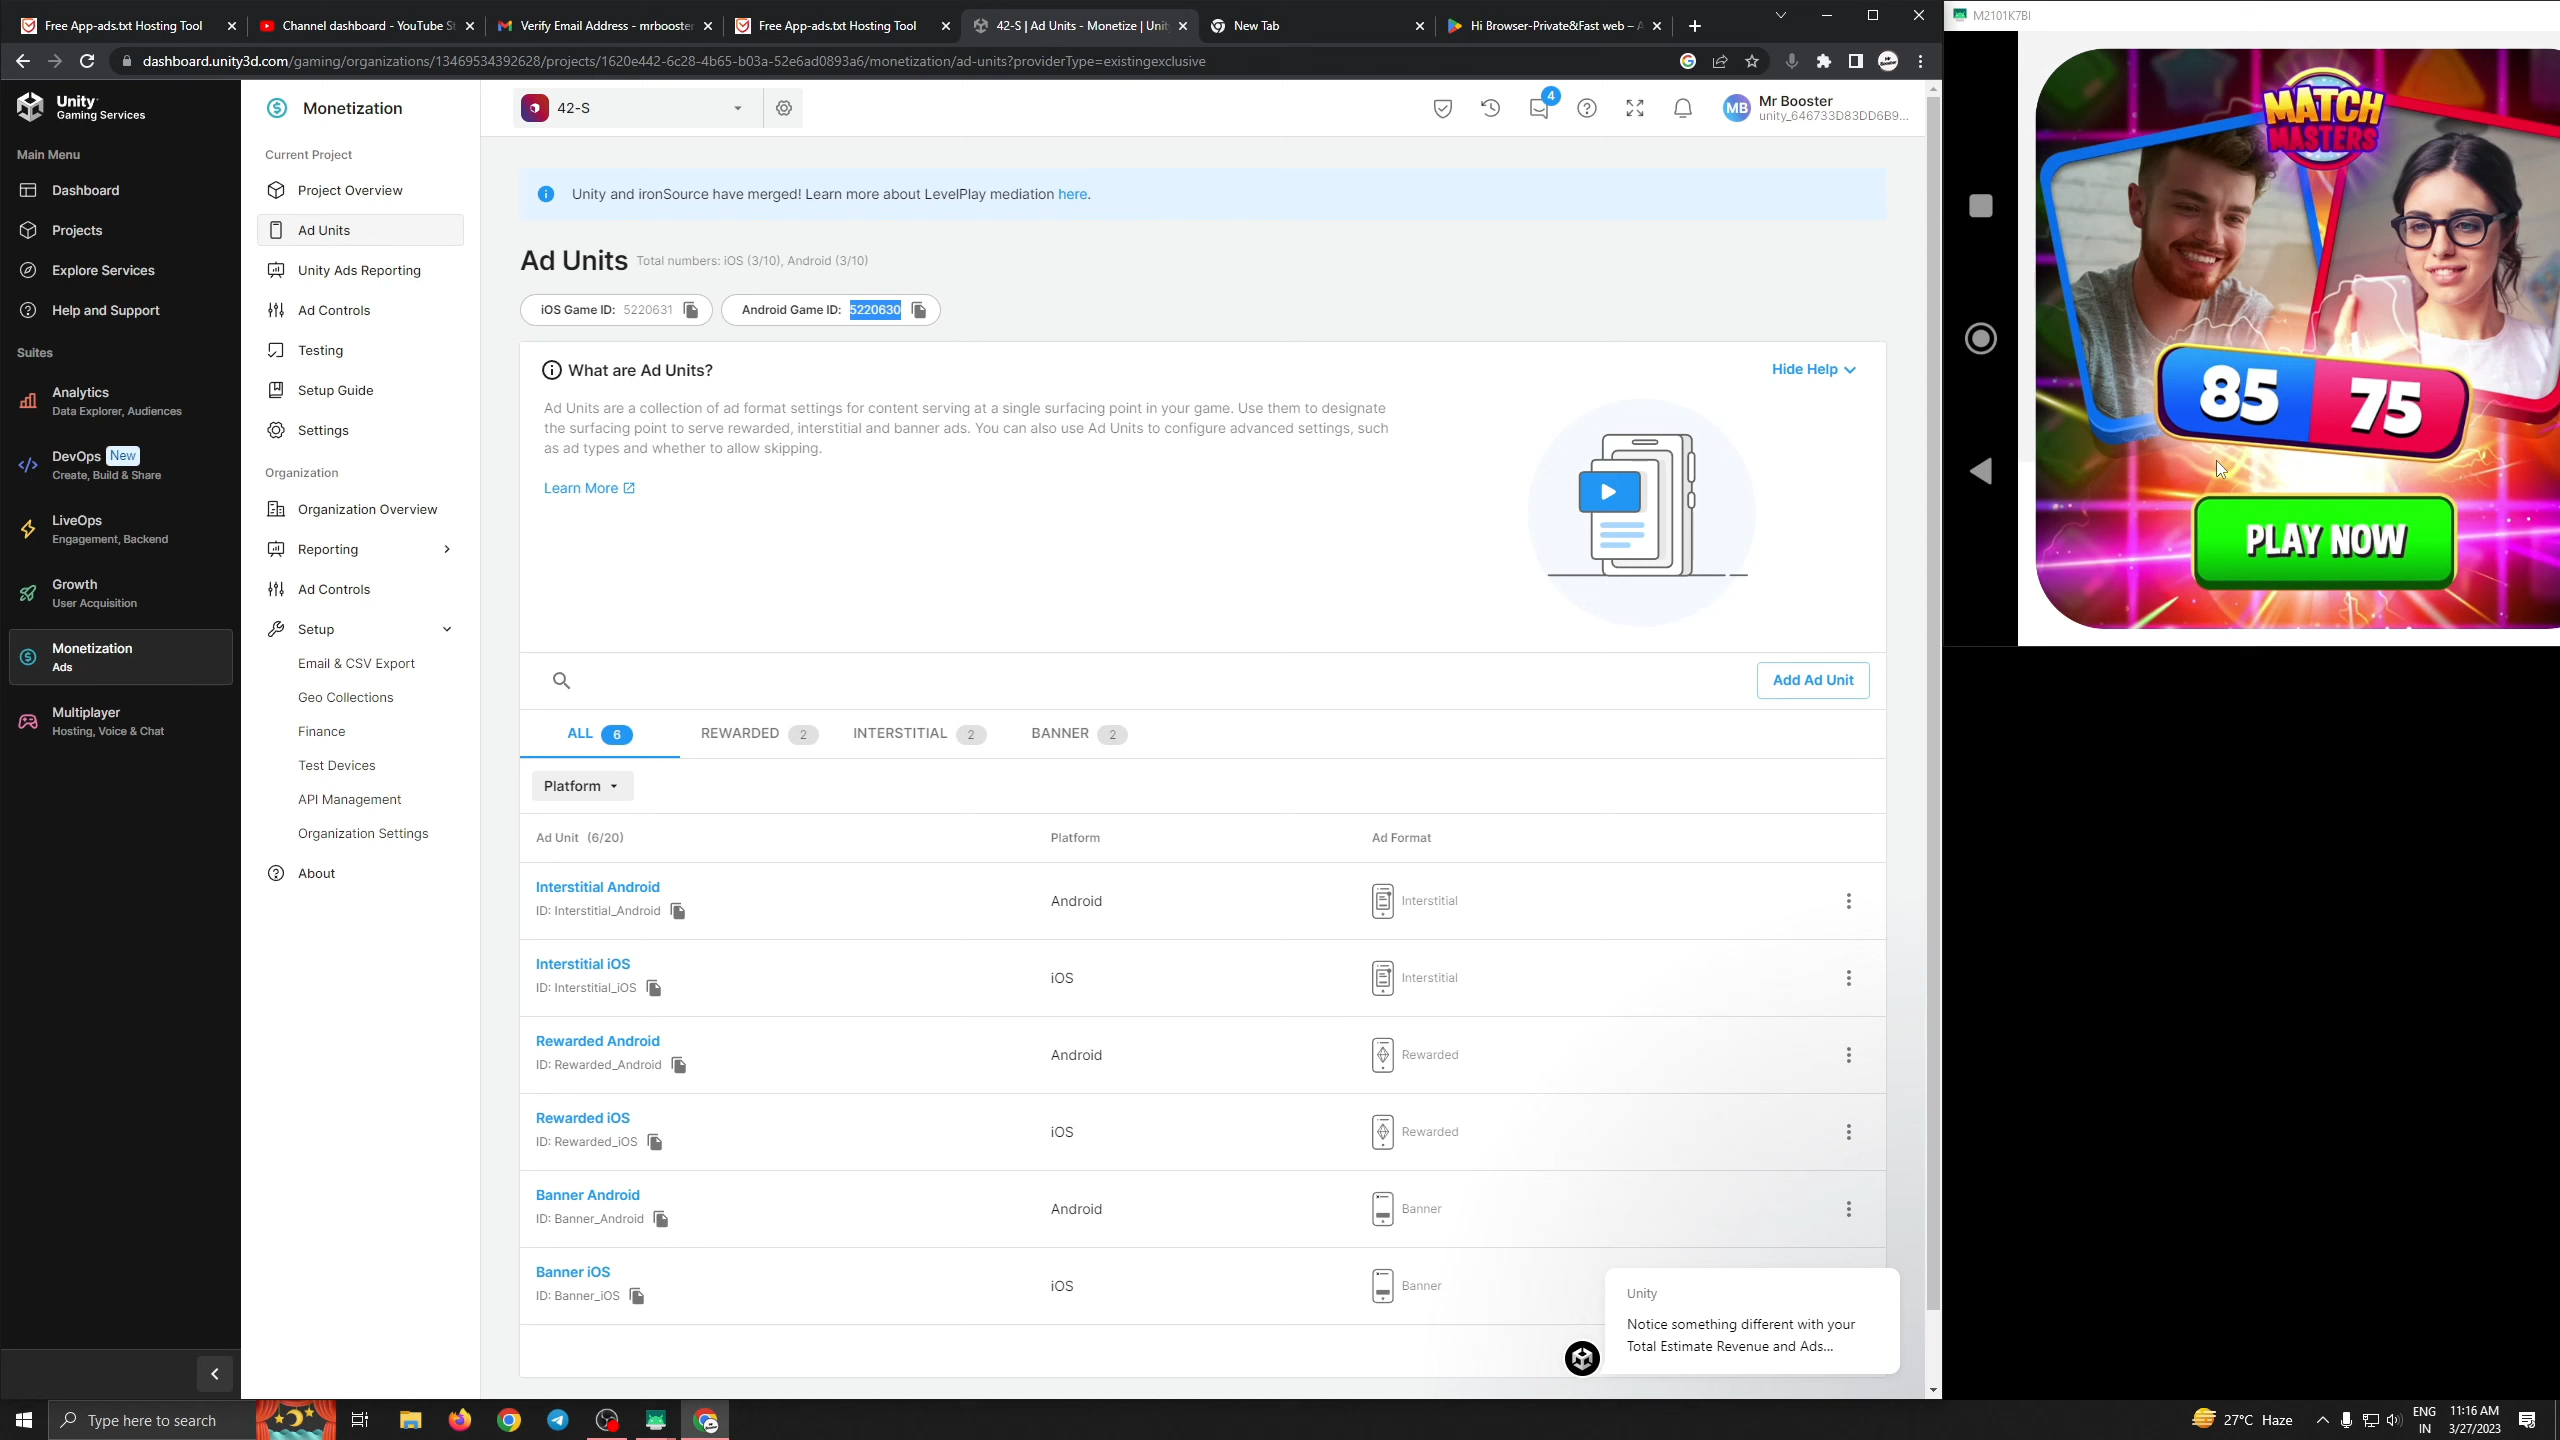 Free App-ads.txt Hosting Tool
Channel dashboard - YouTube St
Verify Email Address - mrbooster
Free App-ads.txt Hosting Tool
42-S | Ad Units - Monetize | Unit
New Tab
Hi Browser-Private&Fast web – A
dashboard.unity3d.com/gaming/organizations/13469534392628/projects/1620e442-6c28-4b65-b03a-52e6ad0893a6/monetization/ad-units?providerType=existingexclusive
M2101K7BI
Unity
Gaming Services
Main Menu
Dashboard
Projects
Explore Services
Help and Support
Suites
Analytics
Data Explorer, Audiences
DevOps New
Create, Build & Share
LiveOps
Engagement, Backend
Growth
User Acquisition
Monetization
Ads
Multiplayer
Hosting, Voice & Chat
Monetization
Current Project
Project Overview
Ad Units
Unity Ads Reporting
Ad Controls
Testing
Setup Guide
Settings
Organization
Organization Overview
Reporting
Ad Controls
Setup
Email & CSV Export
Geo Collections
Finance
Test Devices
API Management
Organization Settings
About
42-S
4
MB
Mr Booster
unity_646733D83DD6B9...
Unity and ironSource have merged! Learn more about LevelPlay mediation here.
Ad Units Total numbers: iOS (3/10), Android (3/10)
iOS Game ID: 5220631
Android Game ID: 5220630
What are Ad Units?
Hide Help
Ad Units are a collection of ad format settings for content serving at a single surfacing point in your game. Use them to designate
the surfacing point to serve rewarded, interstitial and banner ads. You can also use Ad Units to configure advanced settings, such
as ad types and whether to allow skipping.
Learn More
Add Ad Unit
ALL 6 REWARDED 2 INTERSTITIAL 2 BANNER 2
Platform
Ad Unit (6/20) Platform Ad Format
Interstitial Android
ID: Interstitial_Android
Android
Interstitial
Interstitial iOS
ID: Interstitial_iOS
iOS
Interstitial
Rewarded Android
ID: Rewarded_Android
Android
Rewarded
Rewarded iOS
ID: Rewarded_iOS
iOS
Rewarded
Banner Android
ID: Banner_Android
Android
Banner
Banner iOS
ID: Banner_iOS
iOS
Banner
Unity
Notice something different with your
Total Estimate Revenue and Ads...
MATCH
MASTERS
85 75
PLAY NOW
Type here to search
27°C Haze
ENG
IN
11:16 AM
3/27/2023